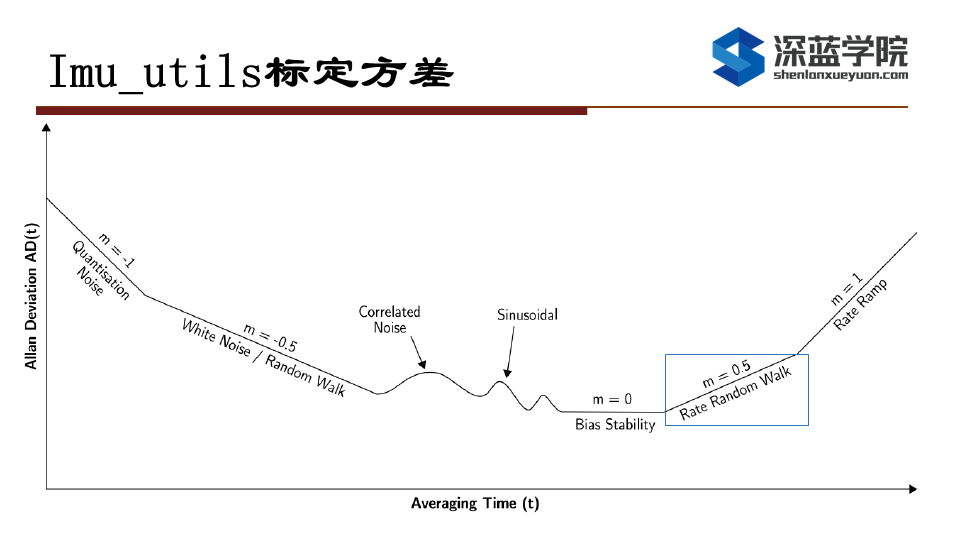 Imu_utils标定方差
深蓝学院
shenlanxueyuan.com
Allan Deviation AD(t)
m = -1
Quantisation
Noise
m = -0.5
White Noise / Random Walk
Correlated
Noise
Sinusoidal
m = 0
Bias Stability
m = 0.5
Rate Random Walk
m = 1
Rate Ramp
Averaging Time (t)